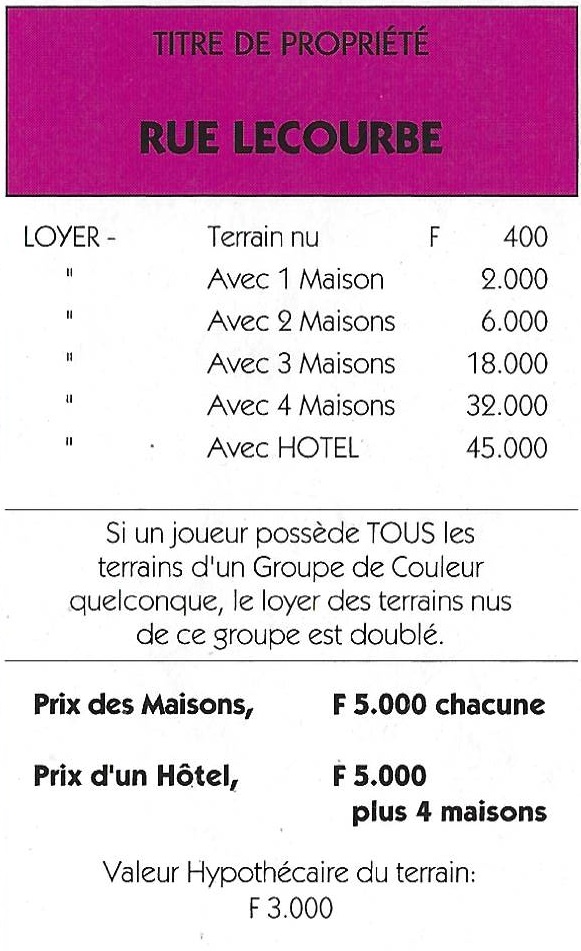 TITRE DE PROPRIÉTÉ
RUE LECOURBE
LOYER - Terrain nu F 400
" Avec 1 Maison 2.000
" Avec 2 Maisons 6.000
" Avec 3 Maisons 18.000
" Avec 4 Maisons 32.000
" Avec HOTEL 45.000
Si un joueur possède TOUS les
terrains d'un Groupe de Couleur
quelconque, le loyer des terrains nus
de ce groupe est doublé.
Prix des Maisons, F 5.000 chacune
Prix d'un Hôtel, F 5.000
plus 4 maisons
Valeur Hypothécaire du terrain:
F 3.000